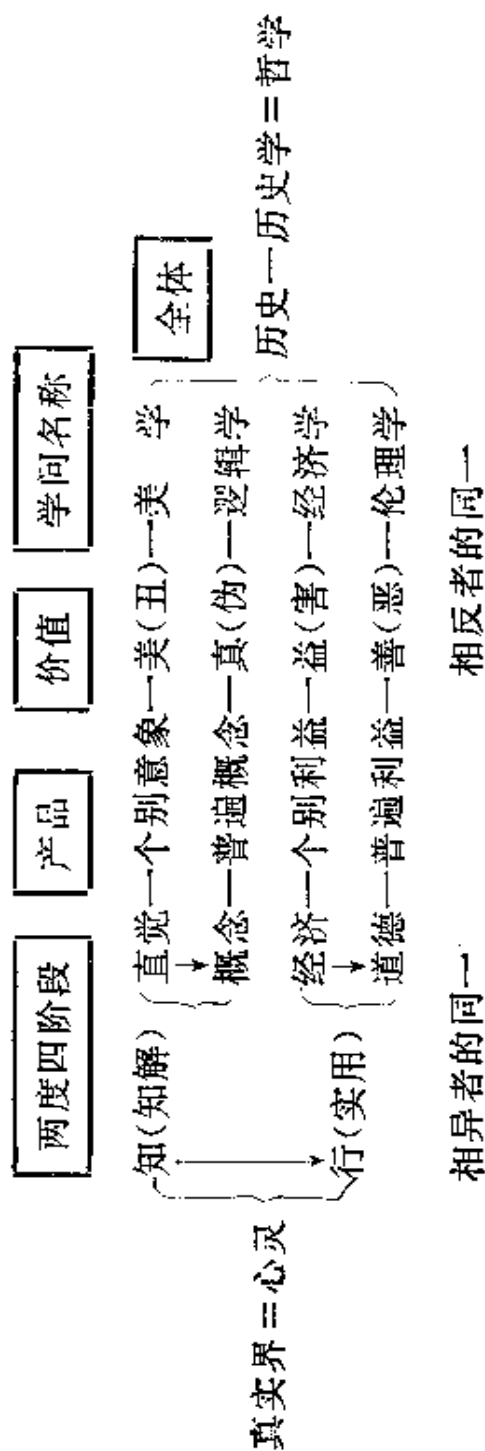 两度四阶段 产品 价值 学问名称
全体
直觉—个别意象—美(丑)—美 学
知(知解)
概念—普遍概念—真(伪)—逻辑学
真实界=心灵
历史—历史学=哲学
经济—个别利益—益(害)—经济学
行(实用)
道德—普遍利益—善(恶)—伦理学
相异者的同一 相反者的同一